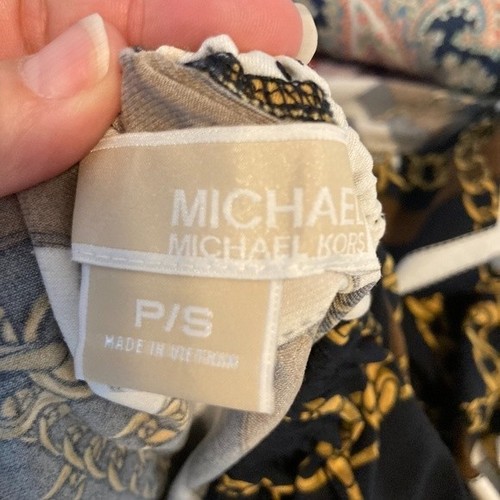 MICHAEL
MICHAEL KORS
P/S
MADE IN VIETNAM